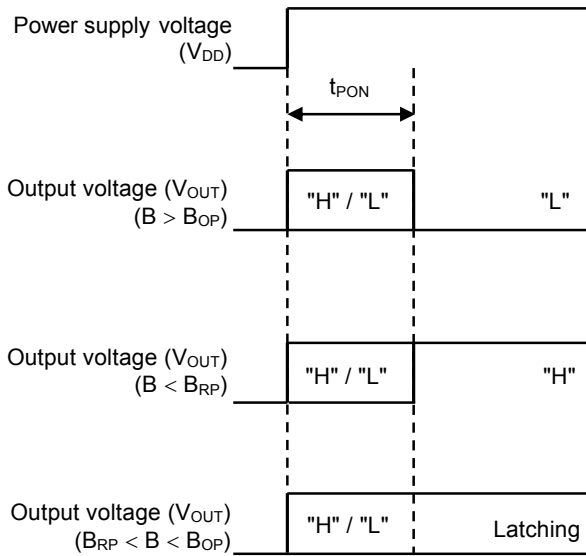 Power supply voltage
(VDD)
tPON
Output voltage (VOUT)
(B > BOP)
"H" / "L"
"L"
Output voltage (VOUT)
(B < BRP)
"H" / "L"
"H"
Output voltage (VOUT)
(BRP < B < BOP)
"H" / "L"
Latching